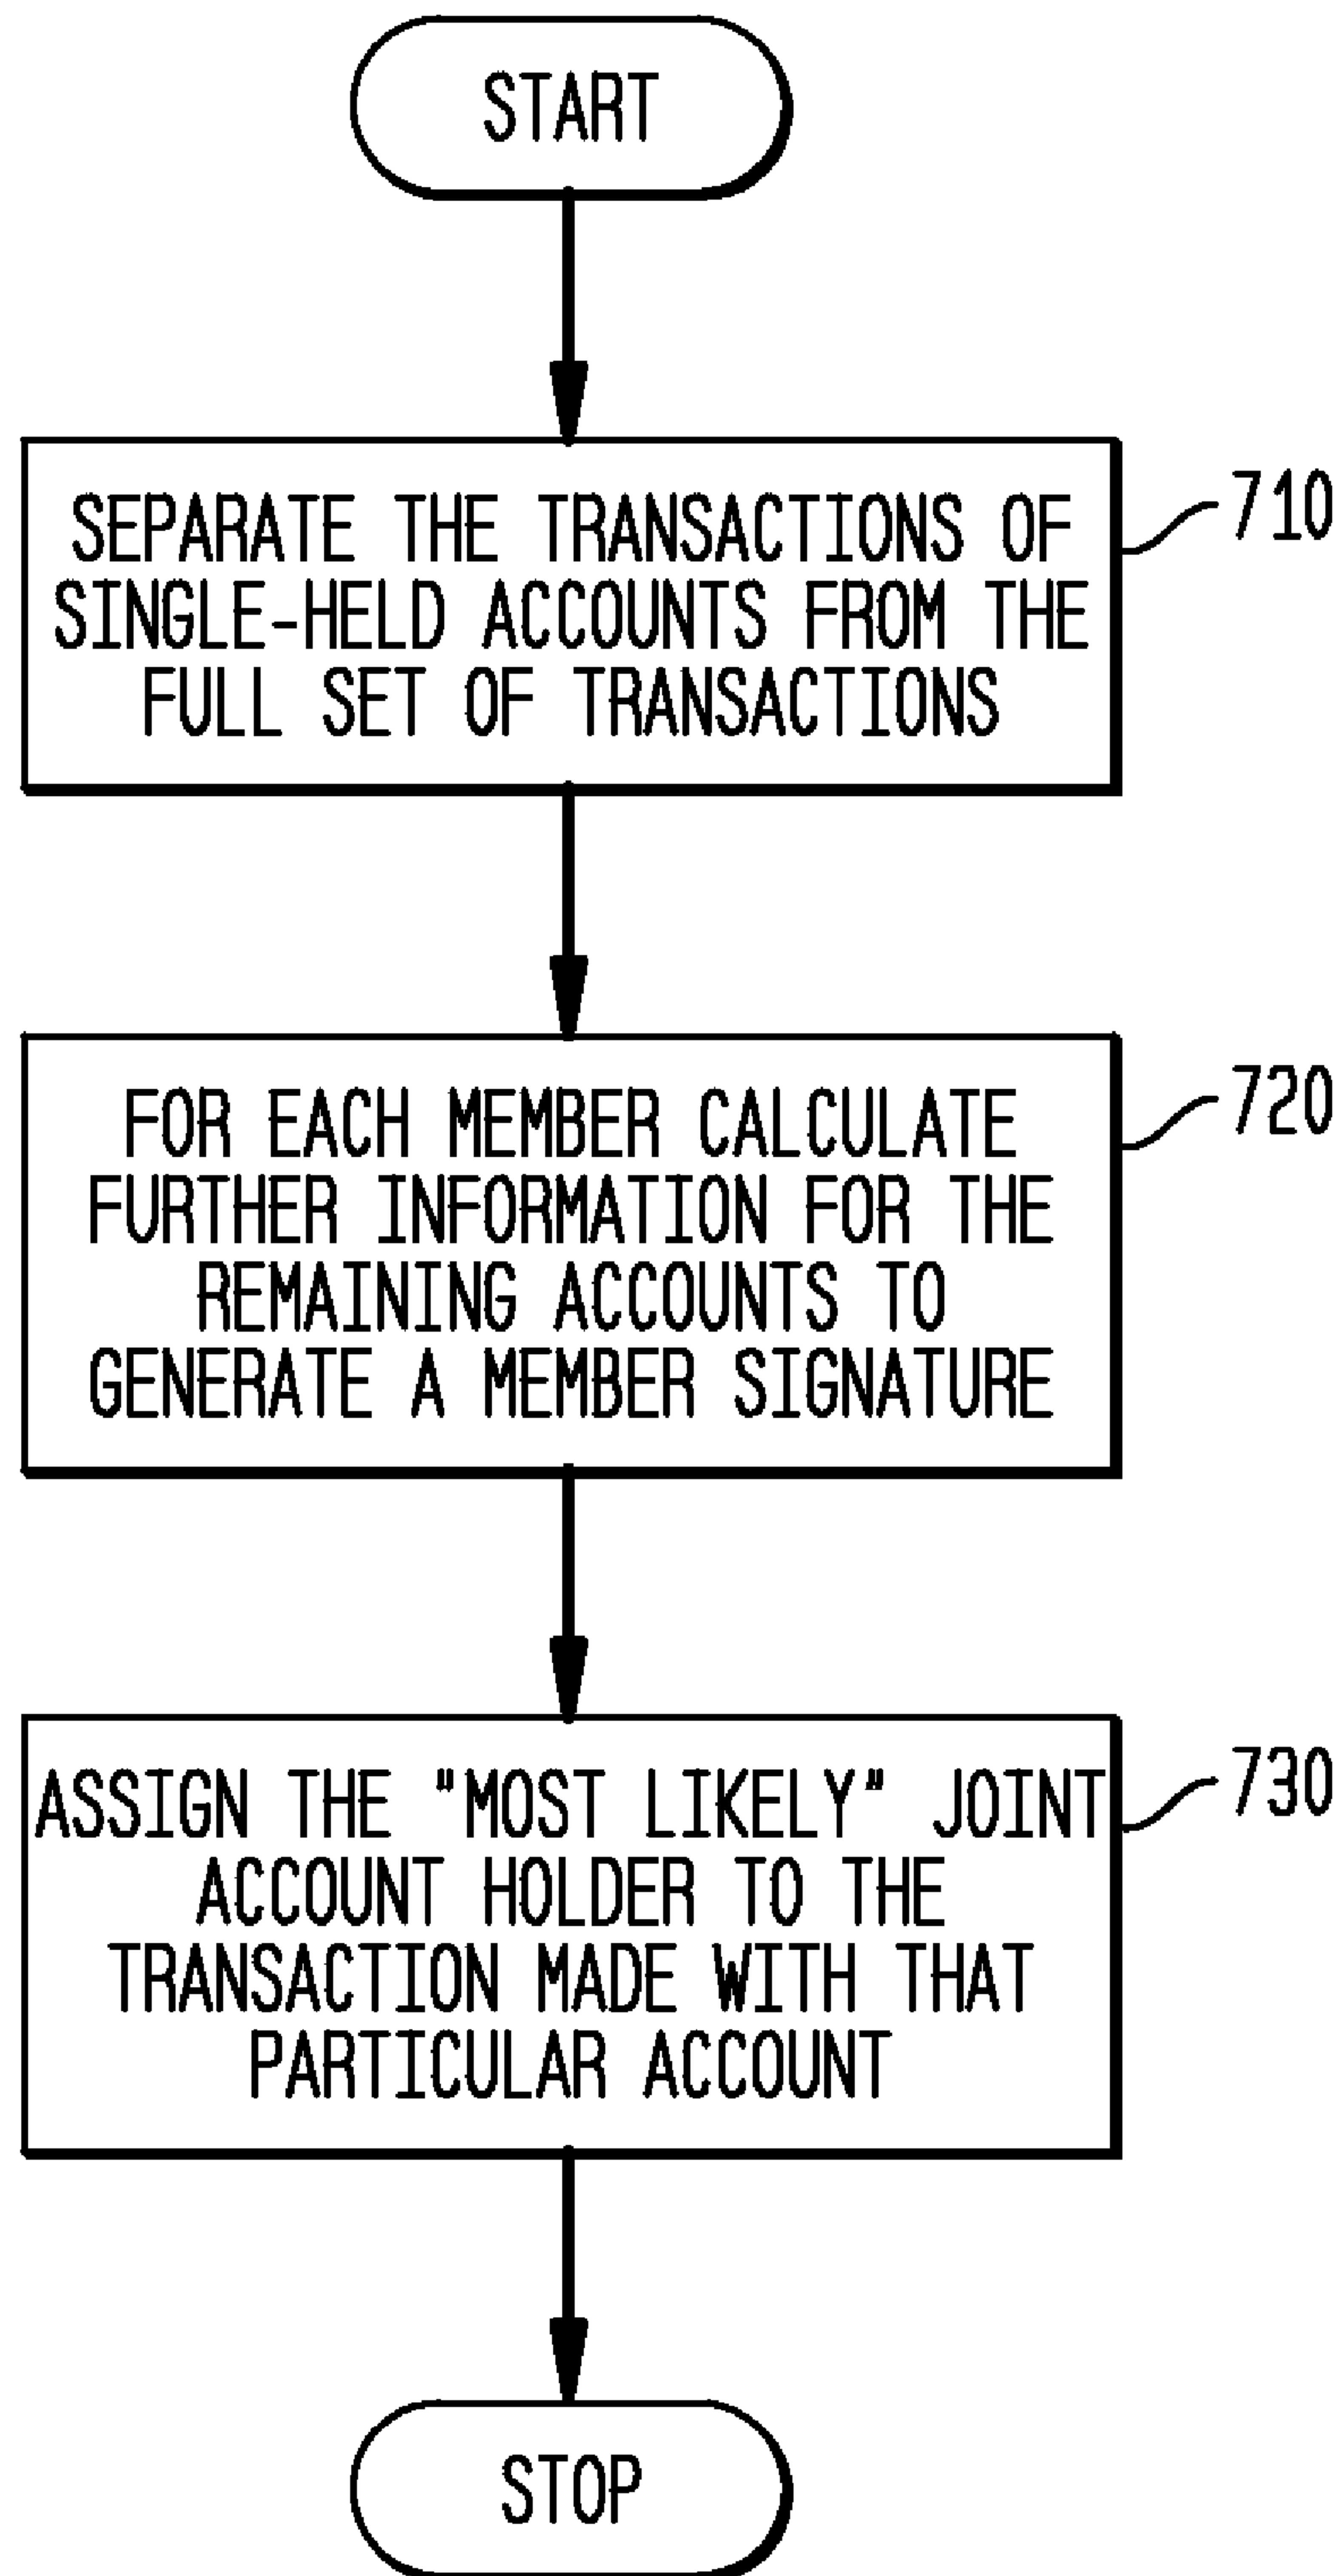 START
SEPARATE THE TRANSACTIONS OF
SINGLE-HELD ACCOUNTS FROM THE
FULL SET OF TRANSACTIONS
710
FOR EACH MEMBER CALCULATE
FURTHER INFORMATION FOR THE
REMAINING ACCOUNTS TO
GENERATE A MEMBER SIGNATURE
720
ASSIGN THE "MOST LIKELY" JOINT
ACCOUNT HOLDER TO THE
TRANSACTION MADE WITH THAT
PARTICULAR ACCOUNT
730
STOP